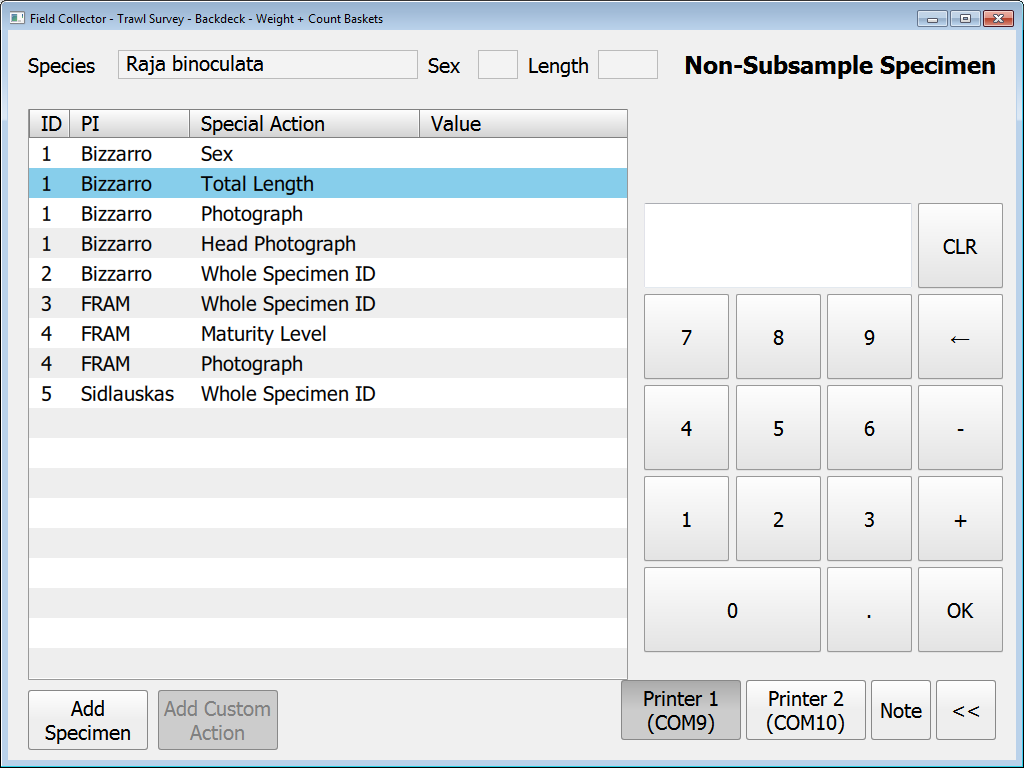 Field Collector - Trawl Survey - Backdeck - Weight + Count Baskets
Species Raja binoculata Sex Length Non-Subsample Specimen
ID PI Special Action Value
1 Bizzarro Sex
1 Bizzarro Total Length
1 Bizzarro Photograph
1 Bizzarro Head Photograph
2 Bizzarro Whole Specimen ID
3 FRAM Whole Specimen ID
4 FRAM Maturity Level
4 FRAM Photograph
5 Sidlauskas Whole Specimen ID
CLR
7 8 9 ←
4 5 6 -
1 2 3 +
0 . OK
Add
Specimen
Add Custom
Action
Printer 1
(COM9)
Printer 2
(COM10)
Note
<<